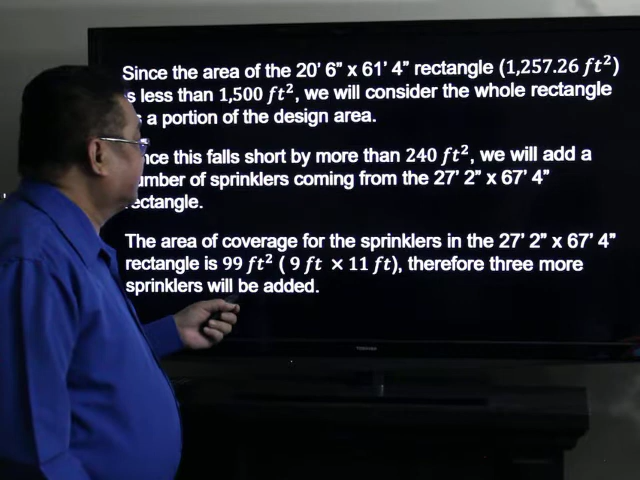 Since the area of the 20' 6" x 61' 4" rectangle (1,257.26 ft²)
s less than 1,500 ft², we will consider the whole rectangle
a portion of the design area.
nce this falls short by more than 240 ft², we will add a
umber of sprinklers coming from the 27' 2" x 67' 4"
ectangle.
The area of coverage for the sprinklers in the 27' 2" x 67' 4"
rectangle is 99 ft² ( 9 ft × 11 ft), therefore three more
sprinklers will be added.
TOSHIBA